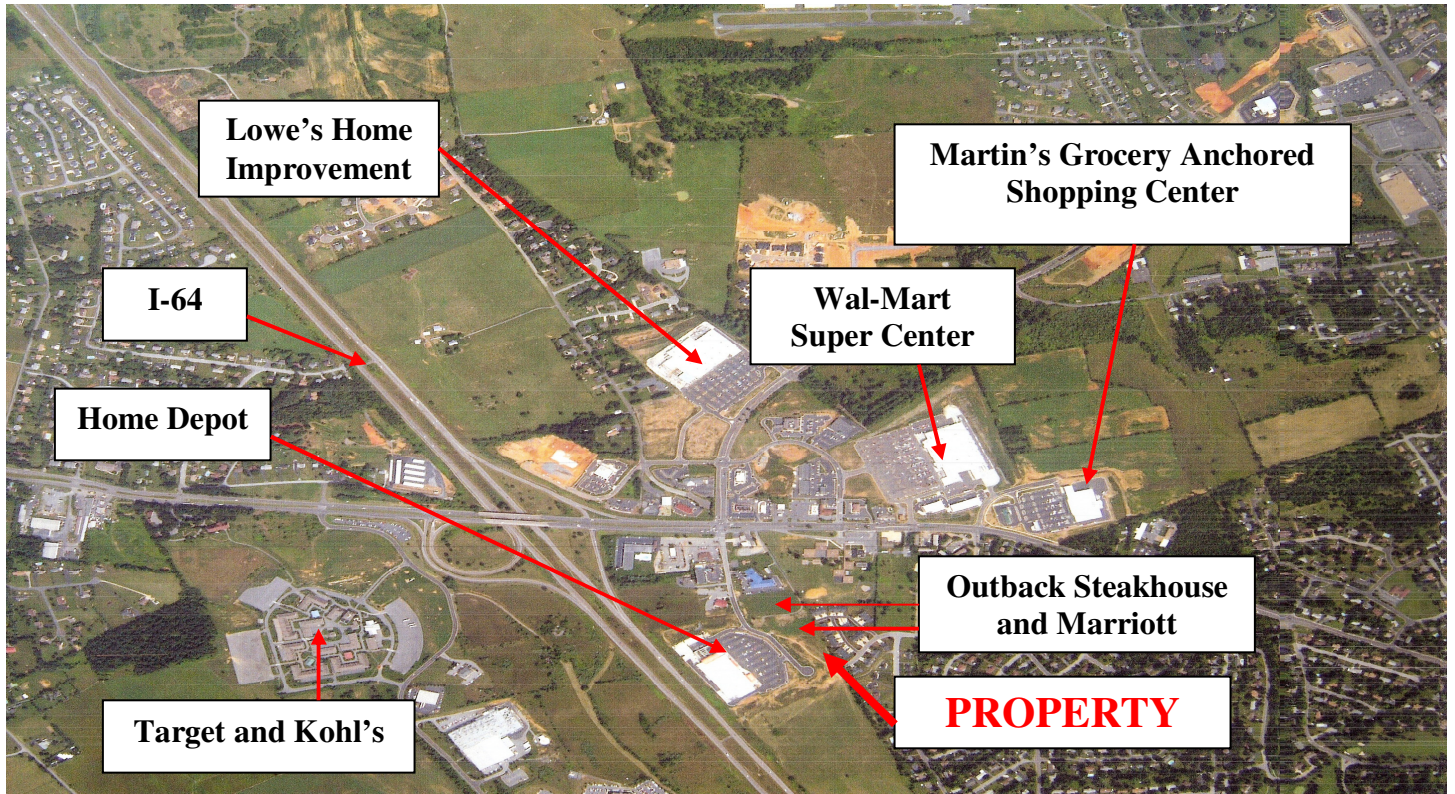 Lowe's Home
Improvement
Martin's Grocery Anchored
Shopping Center
I-64
Wal-Mart
Super Center
Home Depot
Outback Steakhouse
and Marriott
PROPERTY
Target and Kohl's